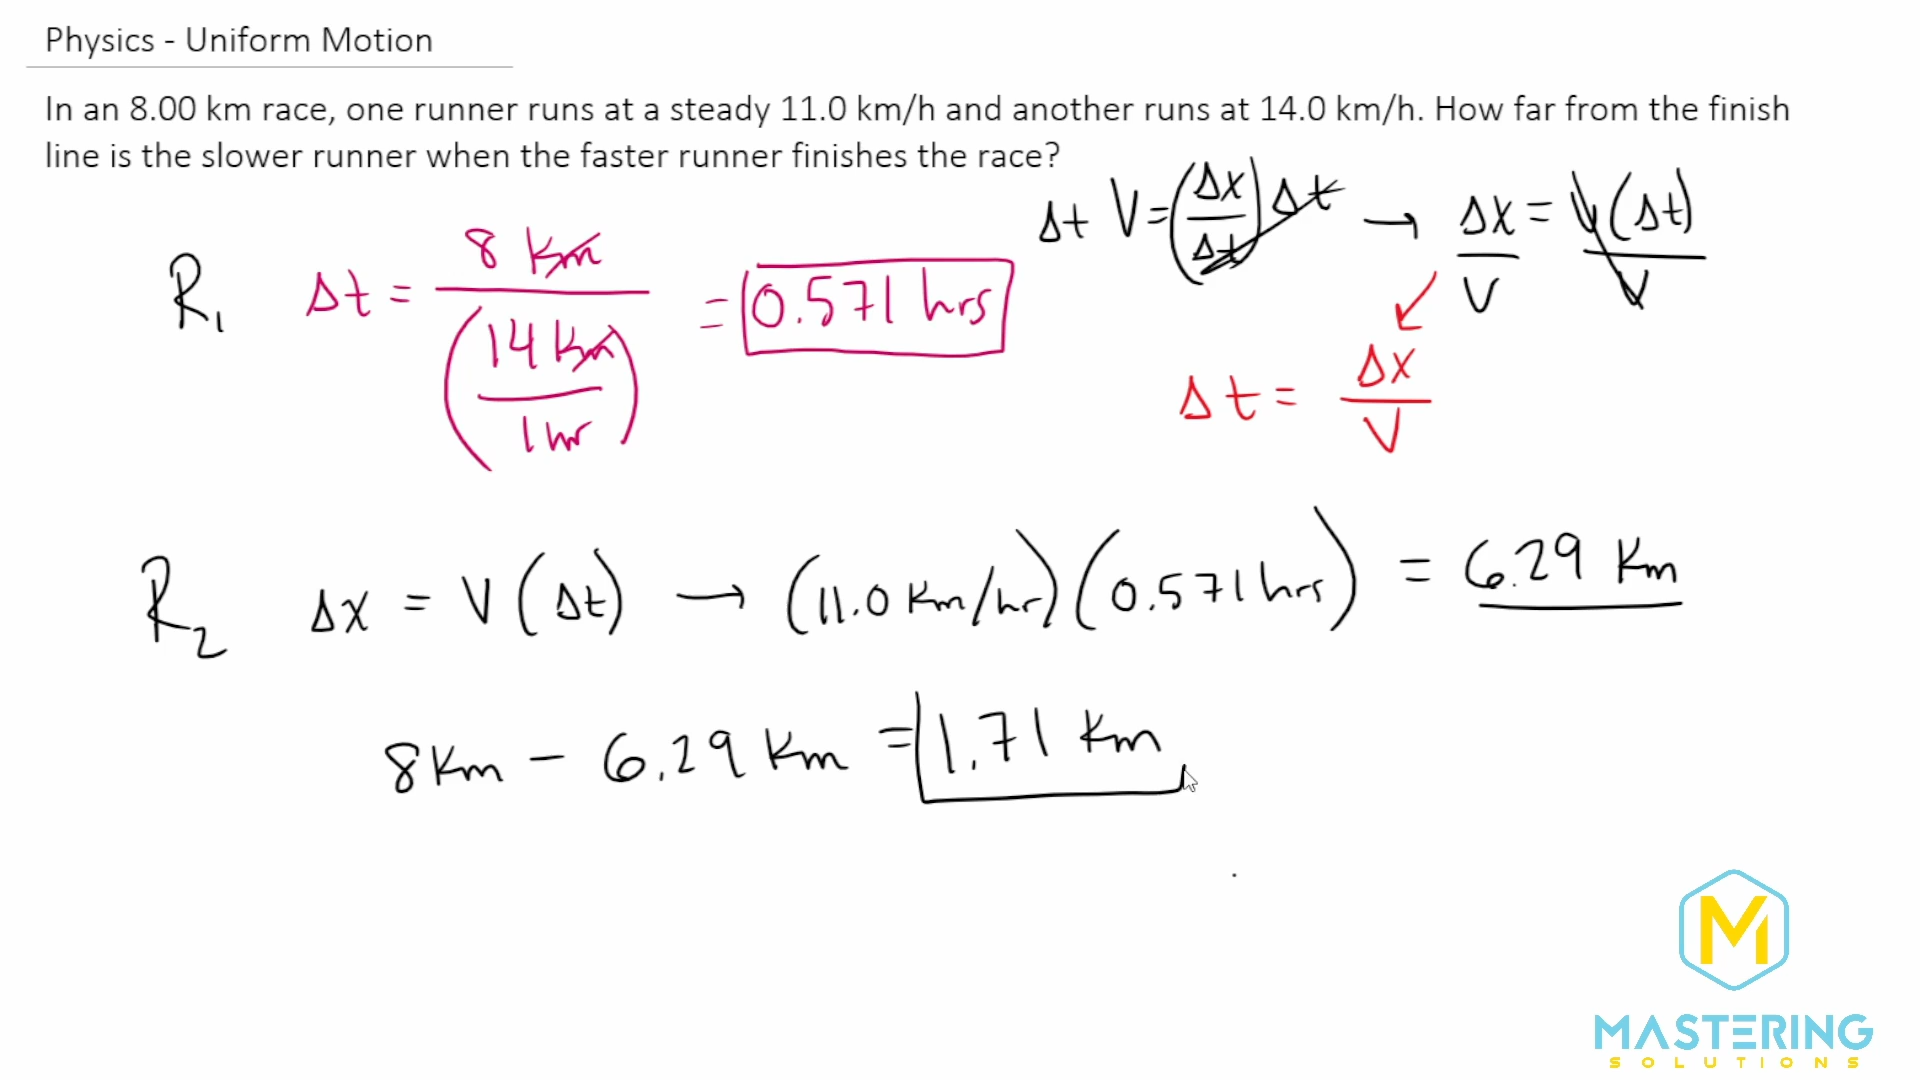 Physics - Uniform Motion
In an 8.00 km race, one runner runs at a steady 11.0 km/h and another runs at 14.0 km/h. How far from the finish
line is the slower runner when the faster runner finishes the race?
Δt V = (Δx/Δt) Δt → Δx/V = V(Δt)/V
R₁ Δt = 8 Km/(14 Km/1 hr) = 0.571 hrs
Δt = Δx/V
R₂ Δx = V(Δt) → (11.0 Km/hr)(0.571 hrs) = 6.29 Km
8 Km − 6.29 Km = 1.71 Km
M
MASTERING
SOLUTIONS